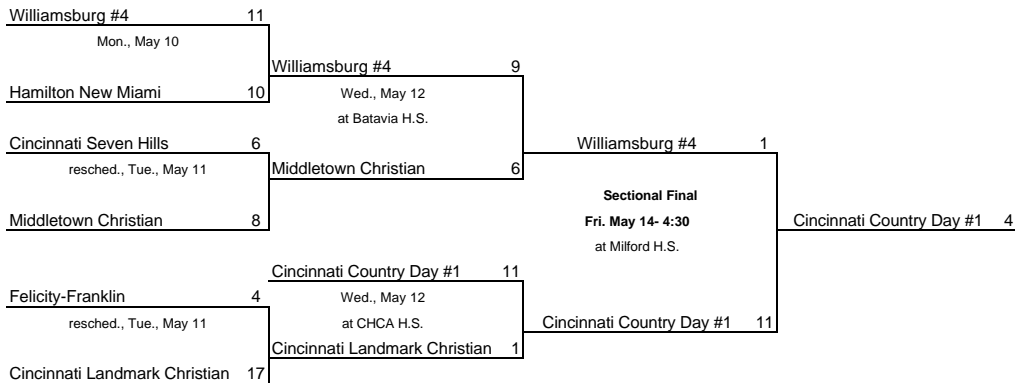 Williamsburg #4 11
Mon., May 10
Hamilton New Miami 10
Cincinnati Seven Hills 6
resched., Tue., May 11
Middletown Christian 8
Felicity-Franklin 4
resched., Tue., May 11
Cincinnati Landmark Christian 17
Williamsburg #4 9
Wed., May 12
at Batavia H.S.
Middletown Christian 6
Cincinnati Country Day #1 11
Wed., May 12
at CHCA H.S.
Cincinnati Landmark Christian 1
Williamsburg #4 1
Sectional Final
Fri. May 14- 4:30
at Milford H.S.
Cincinnati Country Day #1 11
Cincinnati Country Day #1 4